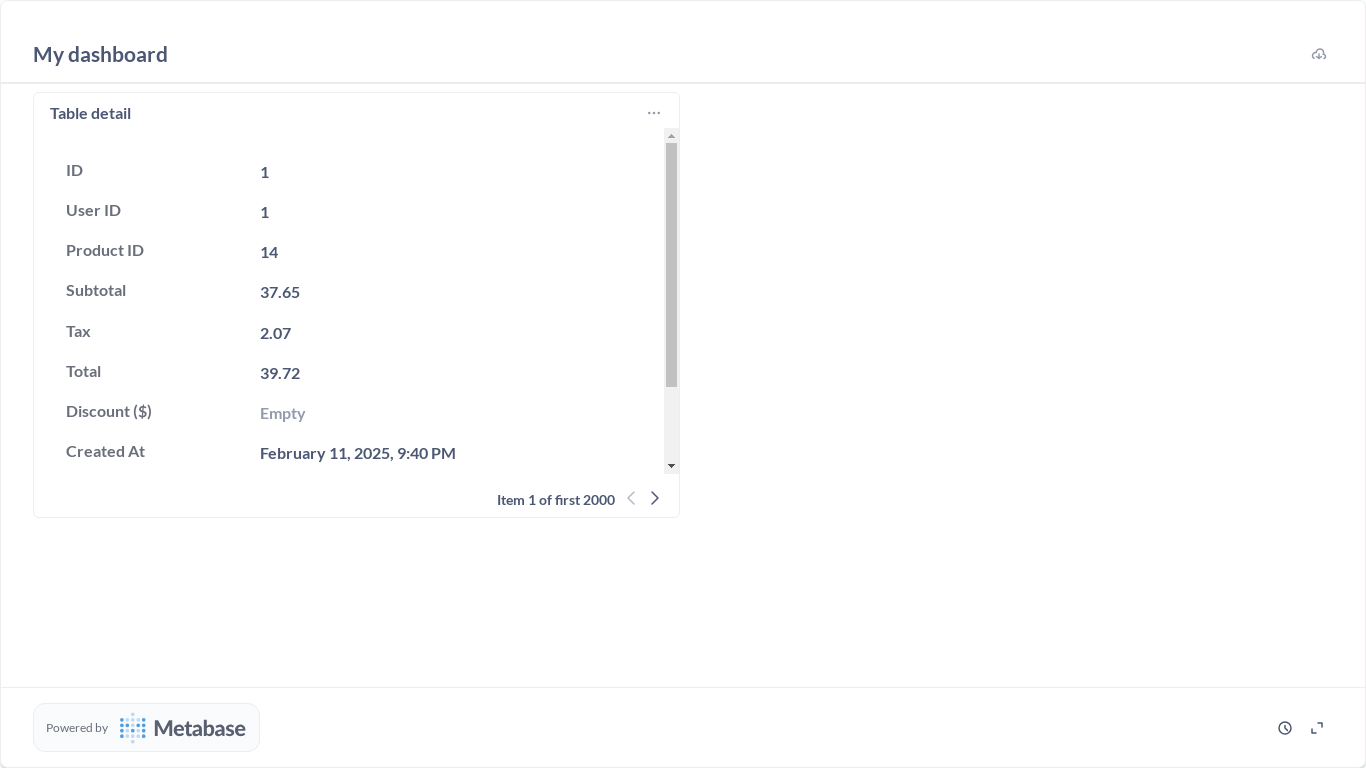 My dashboard
Table detail
ID 1
User ID 1
Product ID 14
Subtotal 37.65
Tax 2.07
Total 39.72
Discount ($) Empty
Created At February 11, 2025, 9:40 PM
Item 1 of first 2000
Powered by Metabase